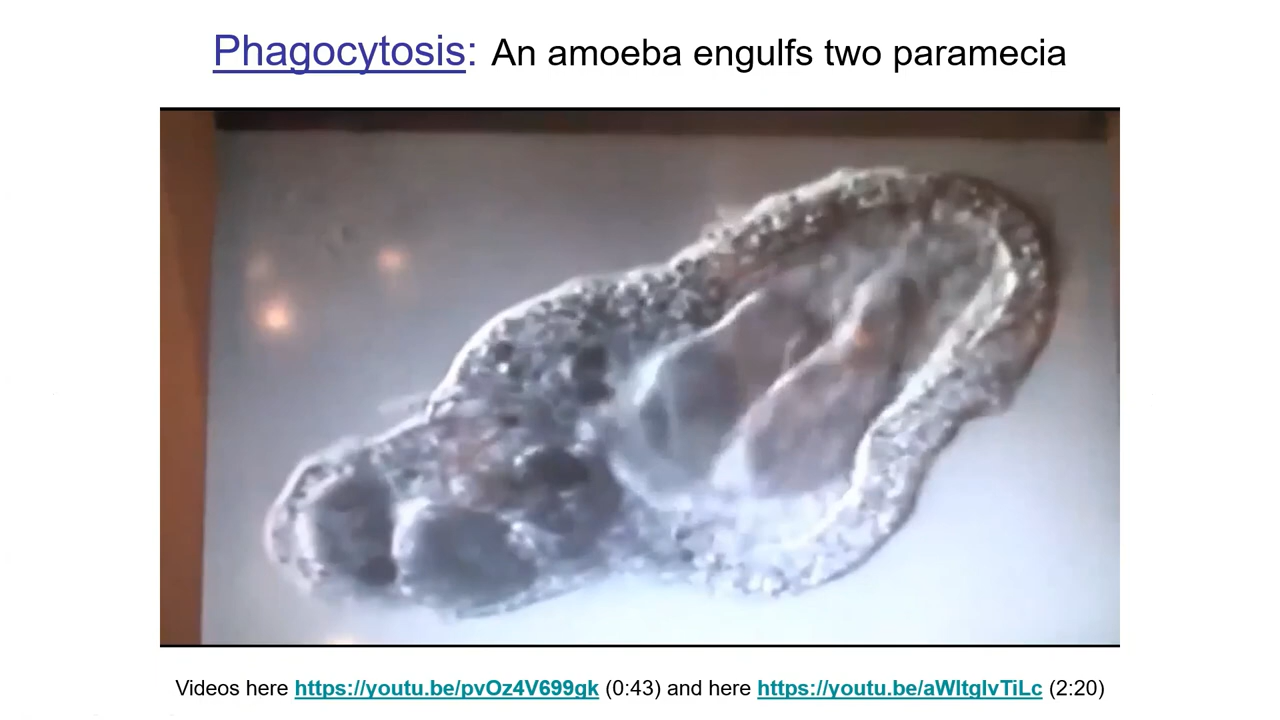 Phagocytosis: An amoeba engulfs two paramecia
Videos here https://youtu.be/pvOz4V699gk (0:43) and here https://youtu.be/aWItgIvTiLc (2:20)